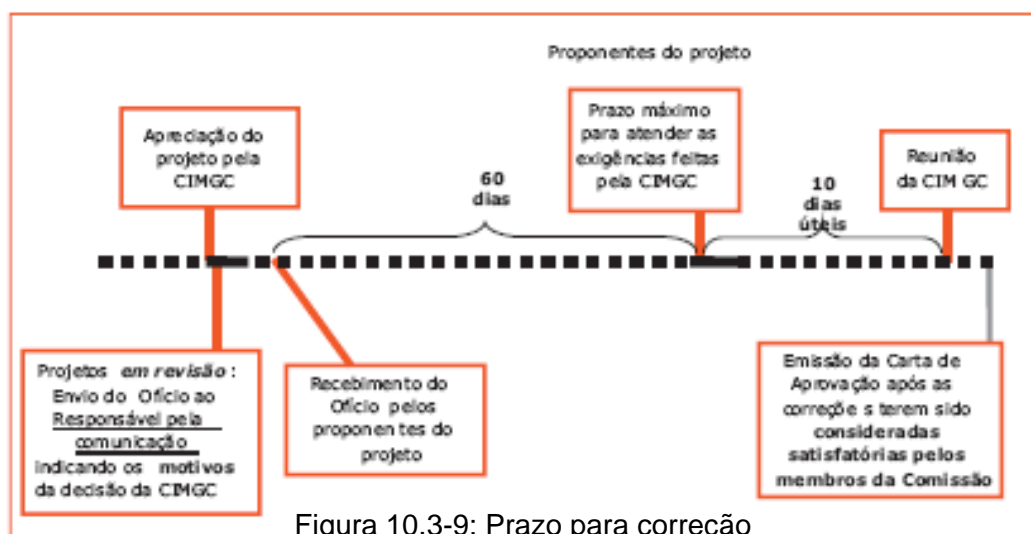 Proponentes do projeto
Apreciação do
projeto pela
CIMGC
Prazo máximo
para atender as
exigências feitas
pela CIMGC
Reunião
da CIM GC
60
dias
10
dias
úteis
Projetos em revisão :
Envio do Ofício ao
Responsável pela
comunicação
indicando os motivos
da decisão da CIMGC
Recebimento do
Ofício pelos
proponentes do
projeto
Emissão da Carta de
Aprovação após as
correçõe s terem sido
consideradas
satisfatórias pelos
membros da Comissão
Figura 10.3-9: Prazo para correção